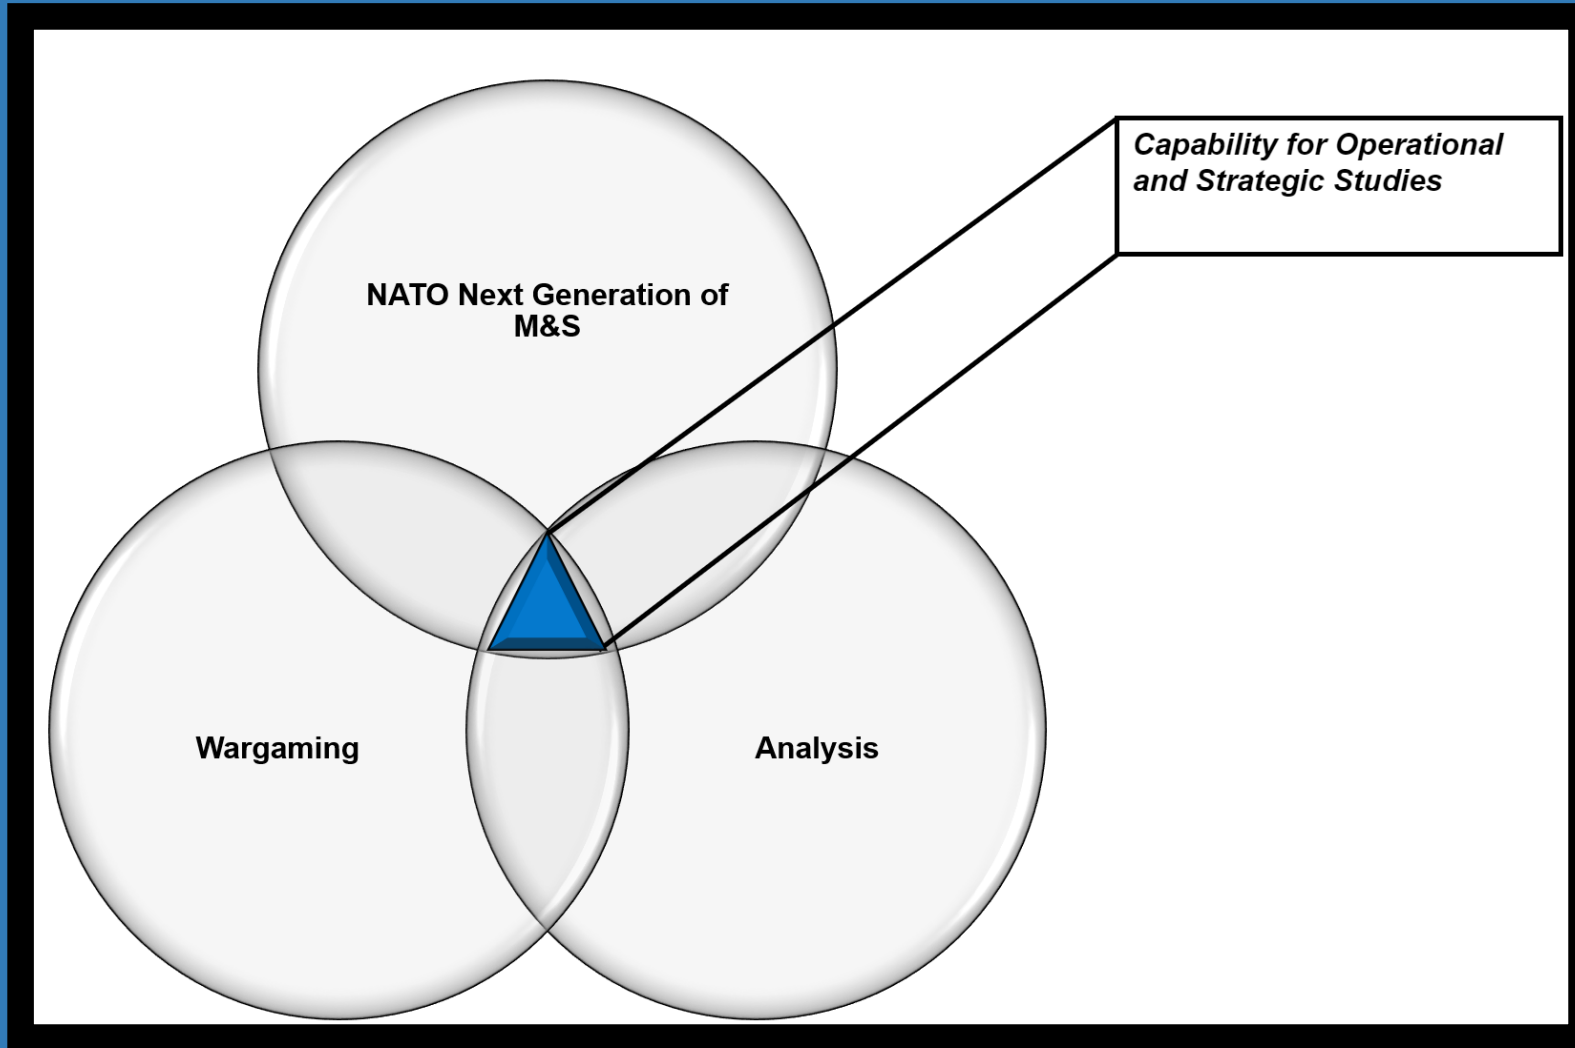 Capability for Operational
and Strategic Studies
NATO Next Generation of
M&S
Wargaming
Analysis